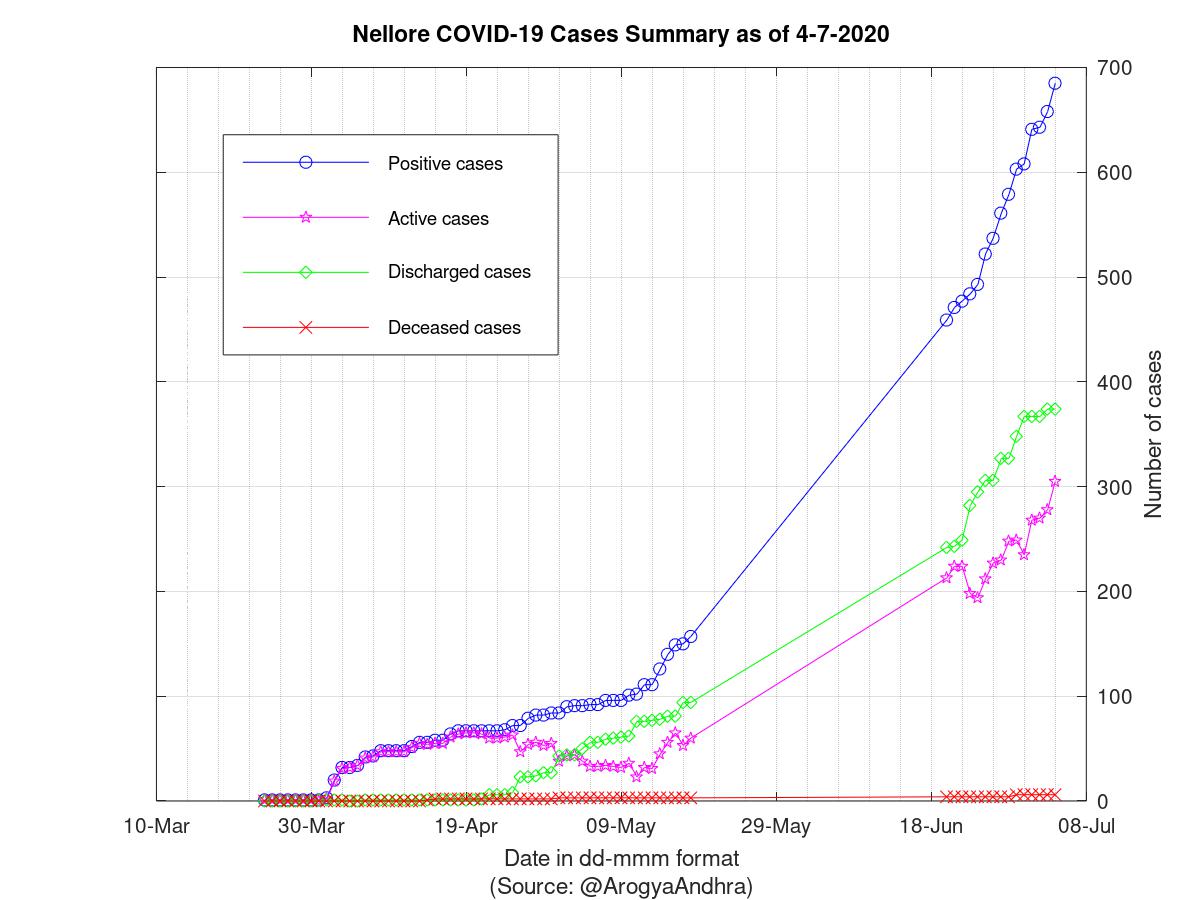 Nellore COVID-19 Cases Summary as of 4-7-2020
Positive cases
Active cases
Discharged cases
Deceased cases
700
600
500
400
300
200
100
0
Number of cases
10-Mar 30-Mar 19-Apr 09-May 29-May 18-Jun 08-Jul
Date in dd-mmm format
(Source: @ArogyaAndhra)